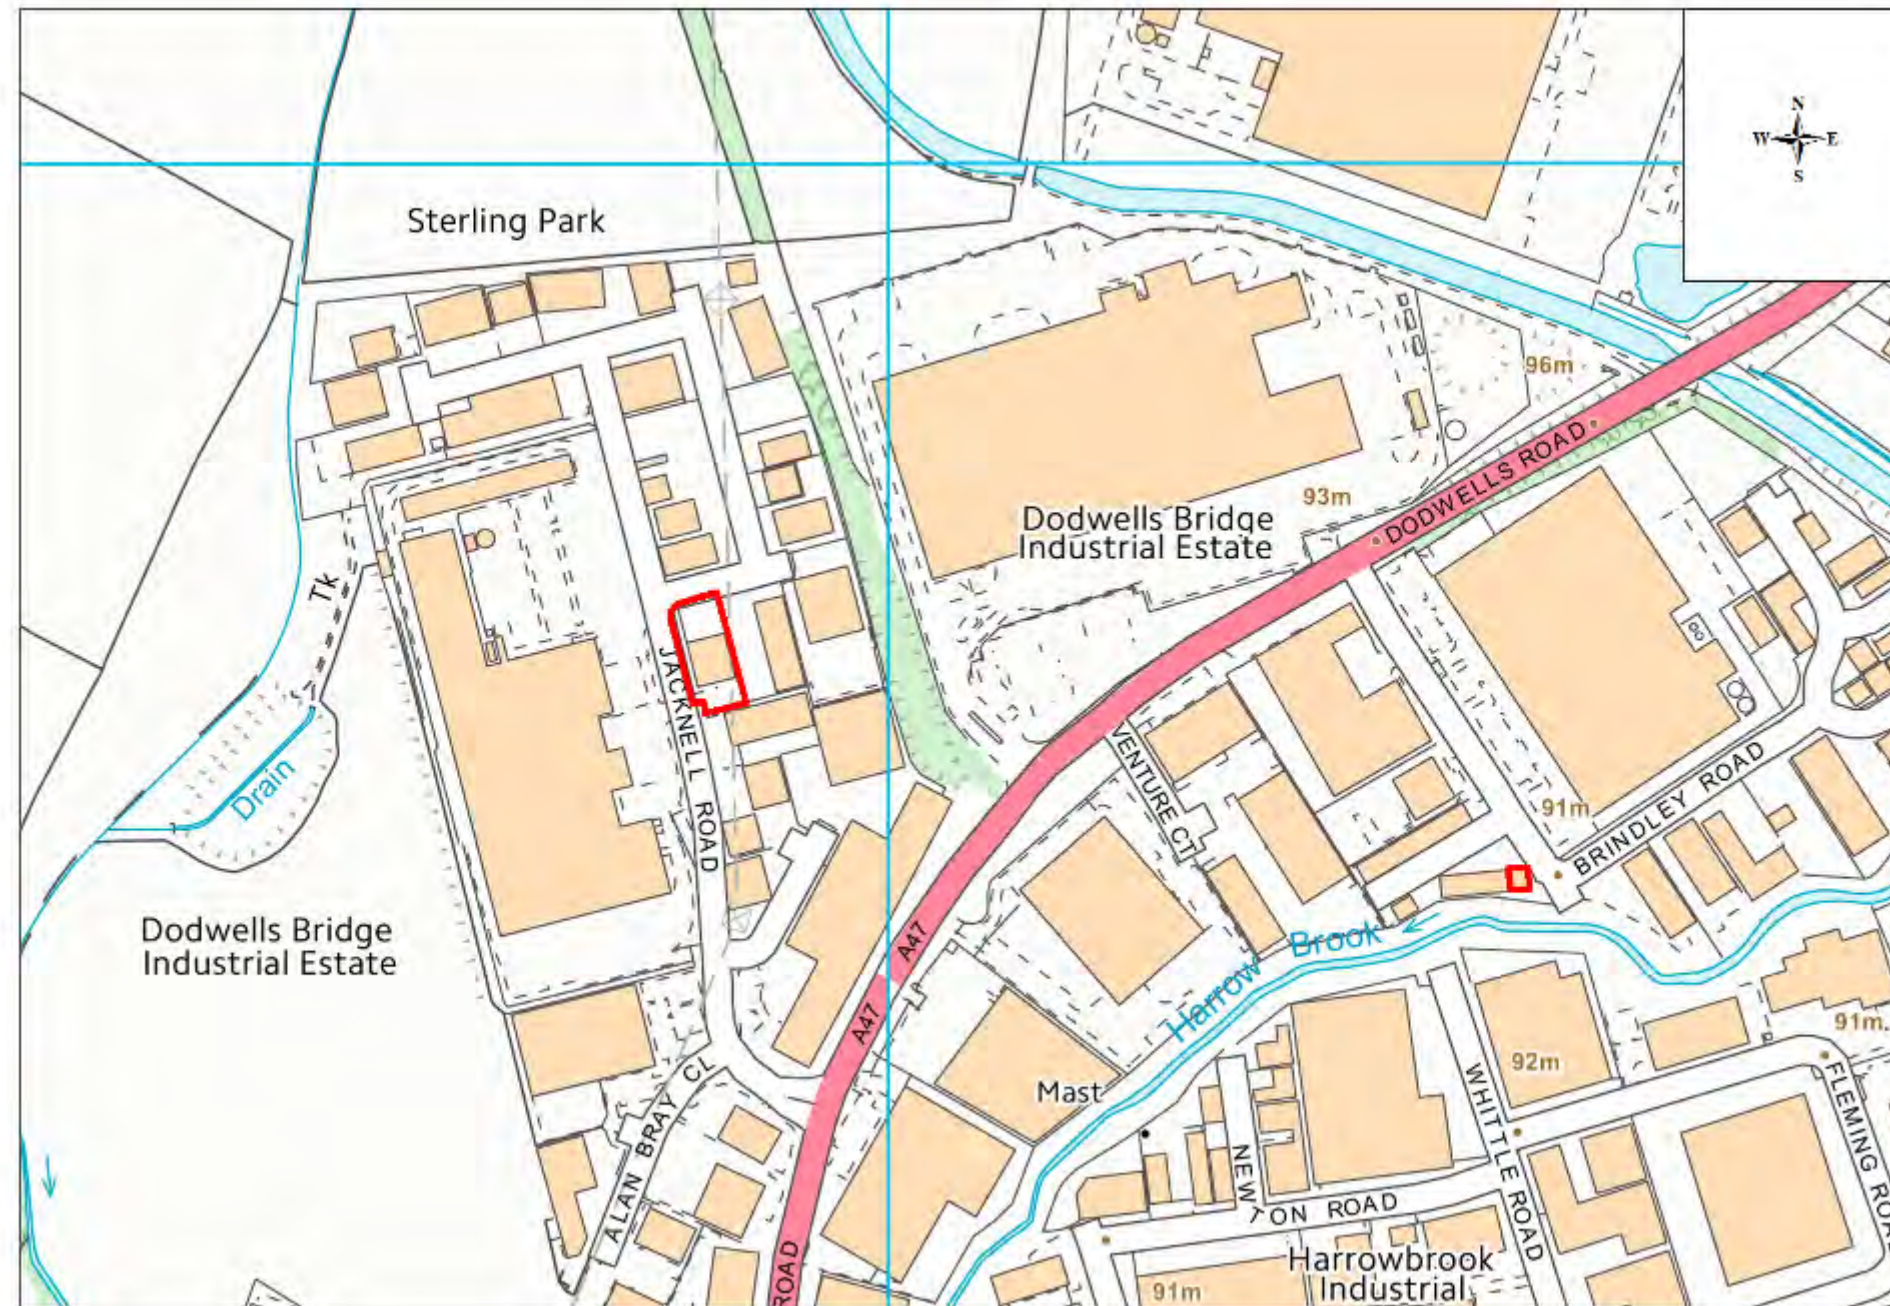 N
W E
S
Sterling Park
96m
DODWELLS ROAD
93m
Dodwells Bridge
Industrial Estate
Tk
JACKNELL ROAD
VENTURE CT
Drain
91m
BRINDLEY ROAD
Dodwells Bridge
Industrial Estate
A47
Harrow Brook
A47
91m
92m
Mast
ALAN BRAY CL
WHITTLE ROAD
FLEMING ROA
NEWTON ROAD
ROAD
Harrowbrook
Industrial
91m